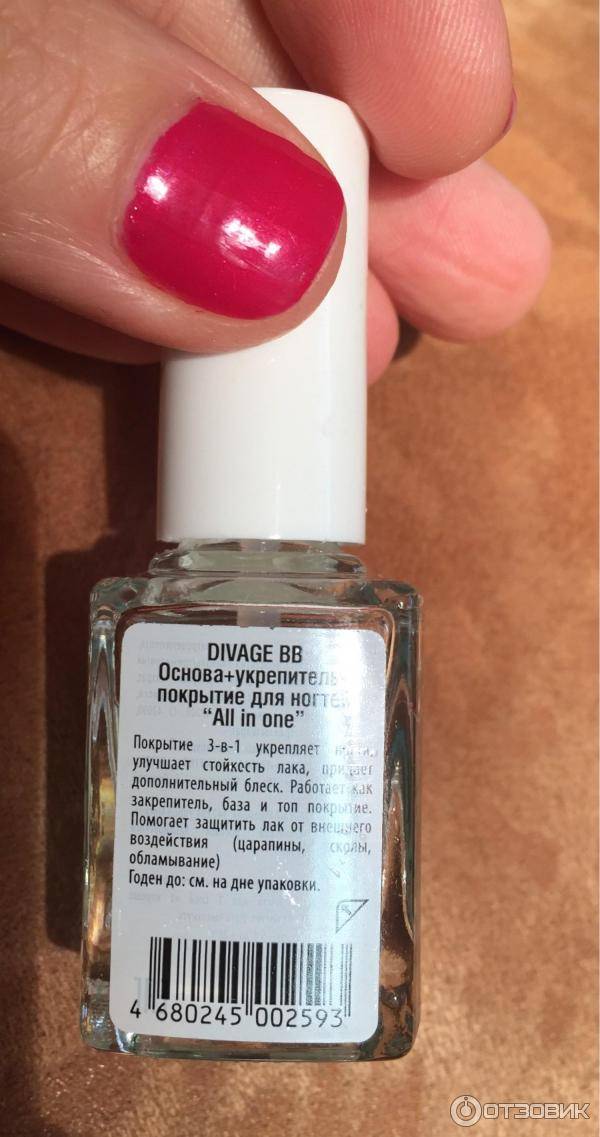 DIVAGE BB
Основа+укрепитель+
покрытие для ногтей
“All in one”
Покрытие 3-в-1 укрепляет ногти,
улучшает стойкость лака, придает
дополнительный блеск. Работает как
закрепитель, база и топ покрытие.
Помогает защитить лак от внешнего
воздействия (царапины, сколы,
обламывание)
Годен до: см. на дне упаковки.
4 680245 002593
ОТЗОВИК